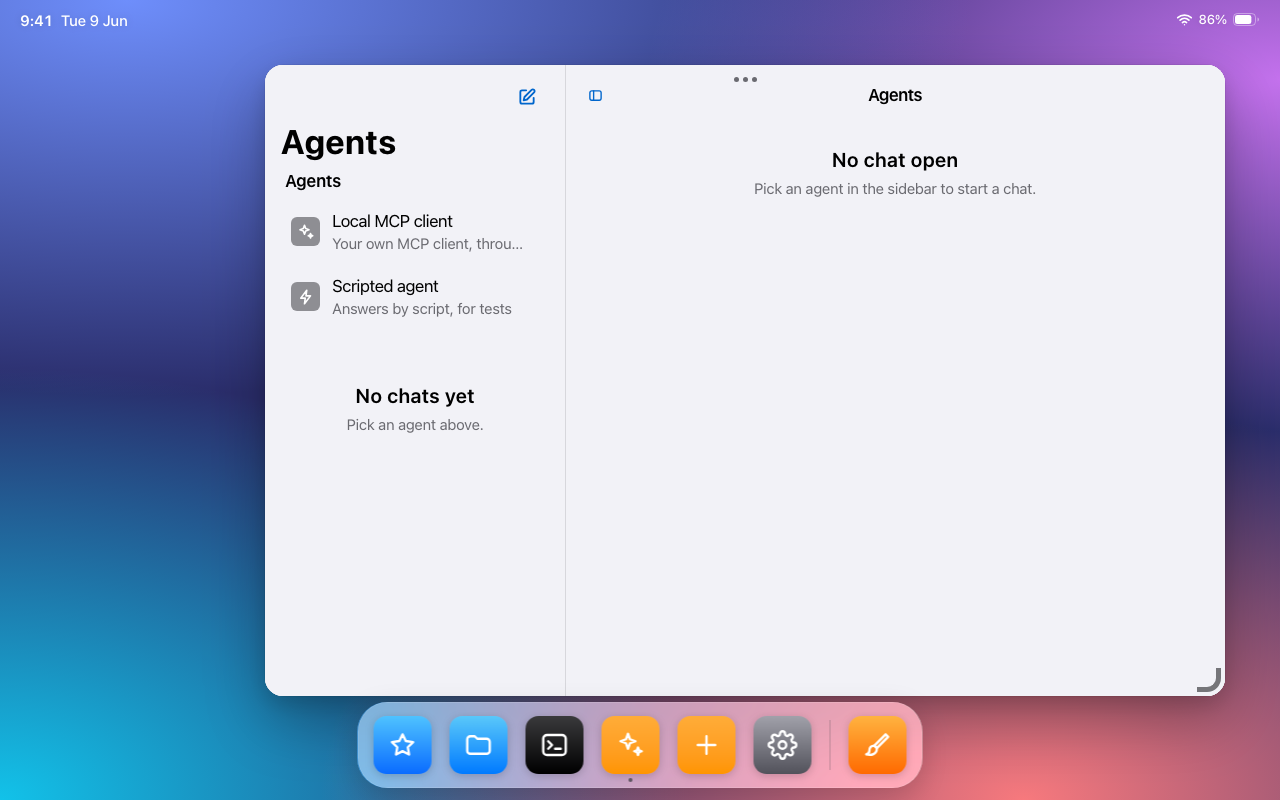 9:41 Tue 9 Jun
86%
Agents
Agents
Local MCP client
Your own MCP client, throu...
Scripted agent
Answers by script, for tests
No chats yet
Pick an agent above.
Agents
No chat open
Pick an agent in the sidebar to start a chat.